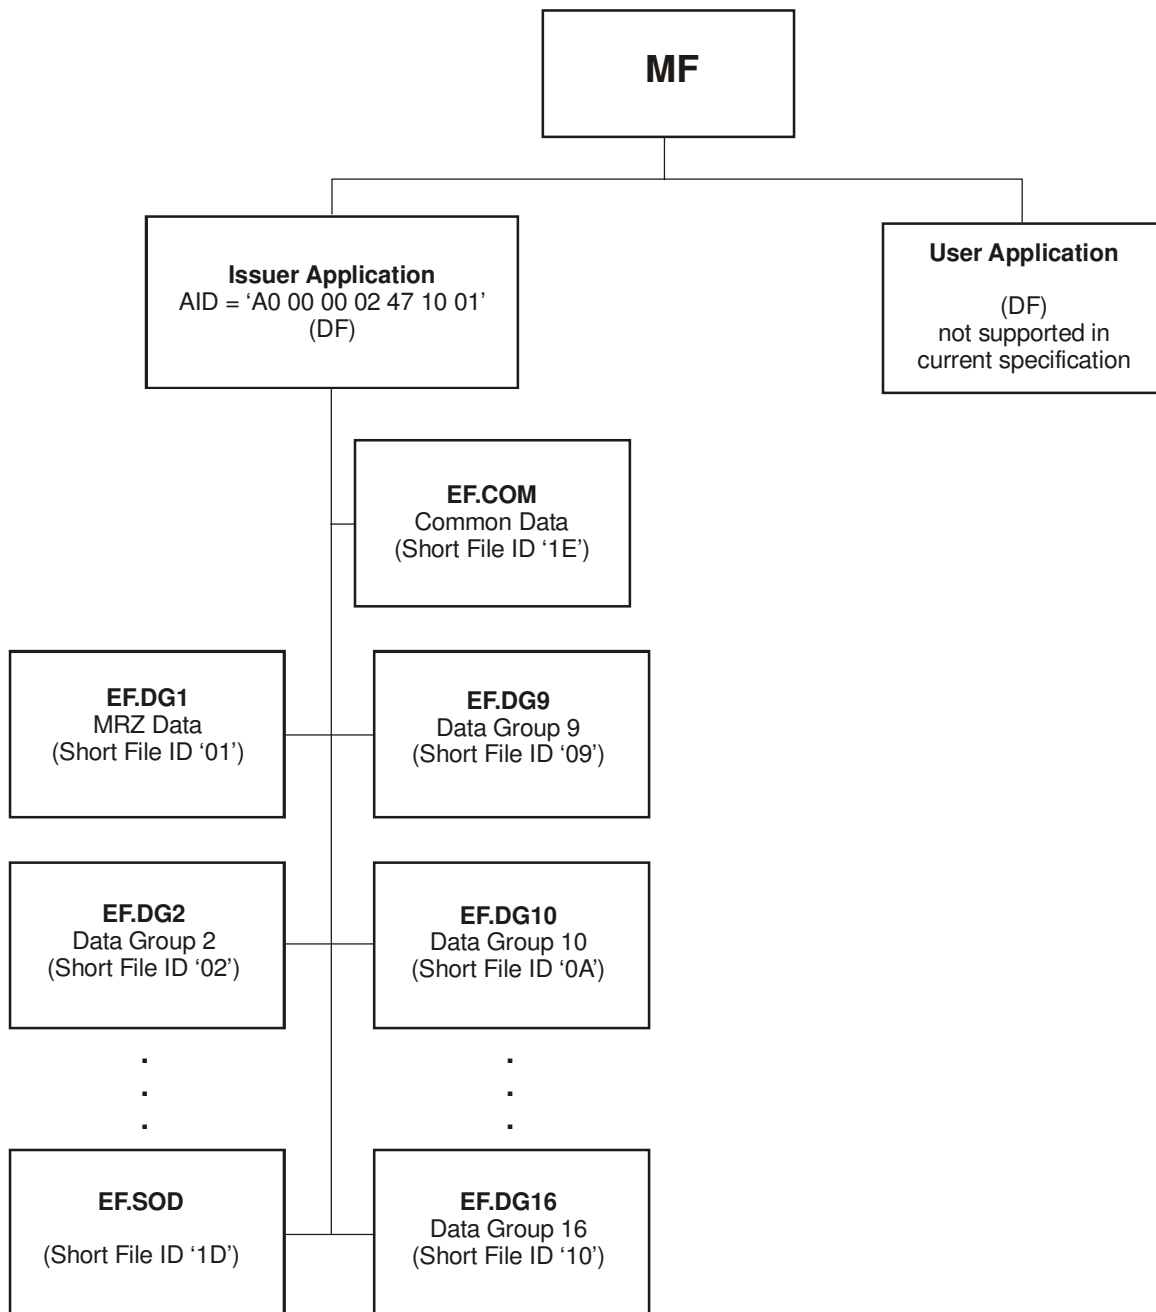 MF
Issuer Application
AID = ‘A0 00 00 02 47 10 01’
(DF)
User Application
(DF)
not supported in
current specification
EF.COM
Common Data
(Short File ID ‘1E’)
EF.DG1
MRZ Data
(Short File ID ‘01’)
EF.DG9
Data Group 9
(Short File ID ‘09’)
EF.DG2
Data Group 2
(Short File ID ‘02’)
EF.DG10
Data Group 10
(Short File ID ‘0A’)
EF.SOD
(Short File ID ‘1D’)
EF.DG16
Data Group 16
(Short File ID ‘10’)